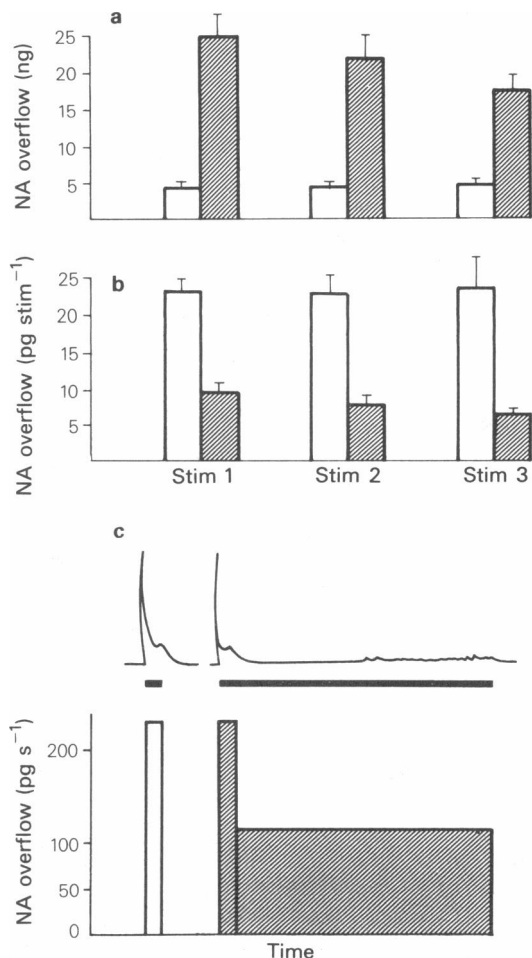 a
NA overflow (ng)
25
20
15
10
5
b
NA overflow (pg stim⁻¹)
25
20
15
10
5
Stim 1 Stim 2 Stim 3
c
NA overflow (pg s⁻¹)
200
100
50
0
Time